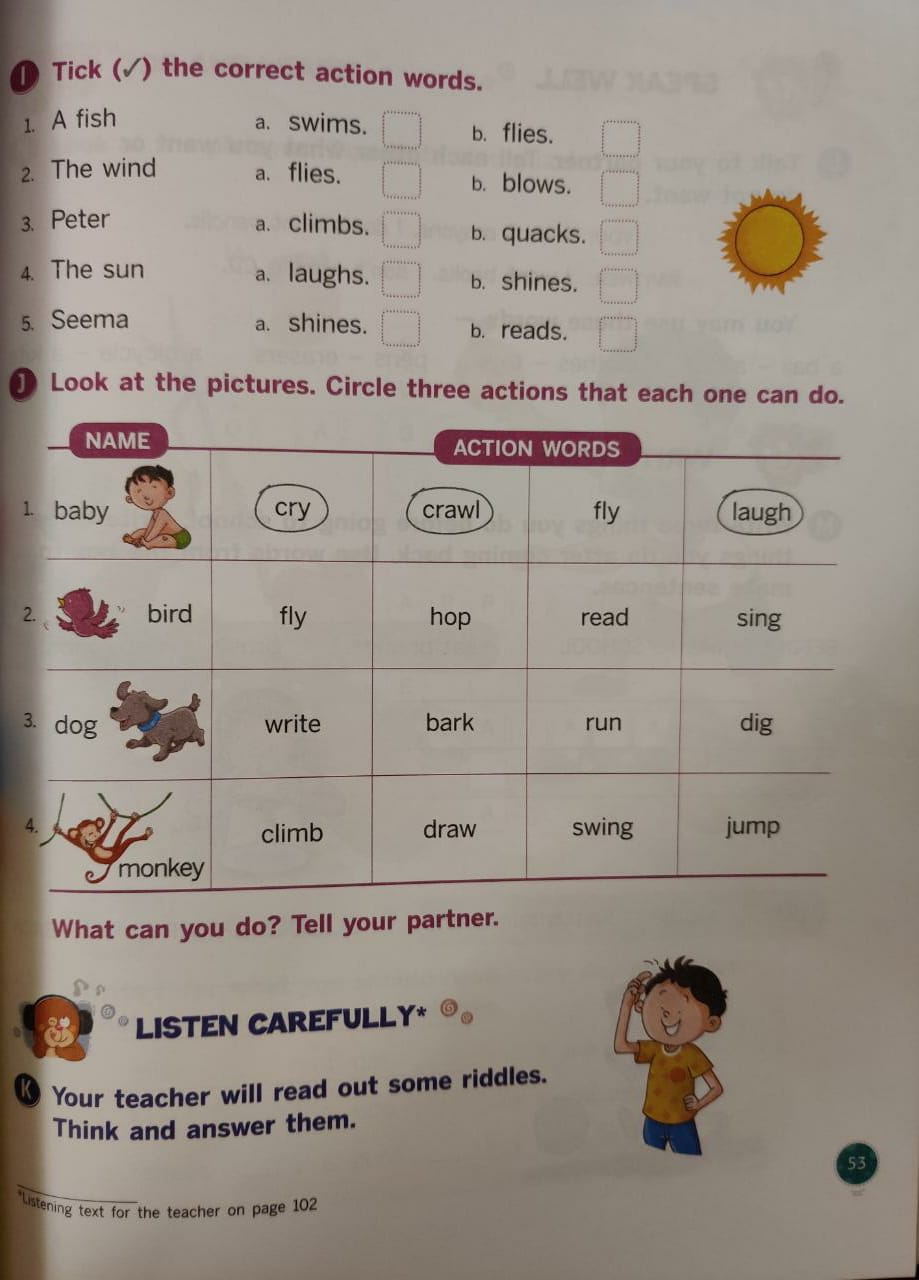 I Tick (✓) the correct action words.
1. A fish a. swims. b. flies.
2. The wind a. flies. b. blows.
3. Peter a. climbs. b. quacks.
4. The sun a. laughs. b. shines.
5. Seema a. shines. b. reads.
J Look at the pictures. Circle three actions that each one can do.
NAME ACTION WORDS
1. baby cry crawl fly laugh
2. bird fly hop read sing
3. dog write bark run dig
4. monkey climb draw swing jump
What can you do? Tell your partner.
LISTEN CAREFULLY*
K Your teacher will read out some riddles.
Think and answer them.
53
*Listening text for the teacher on page 102